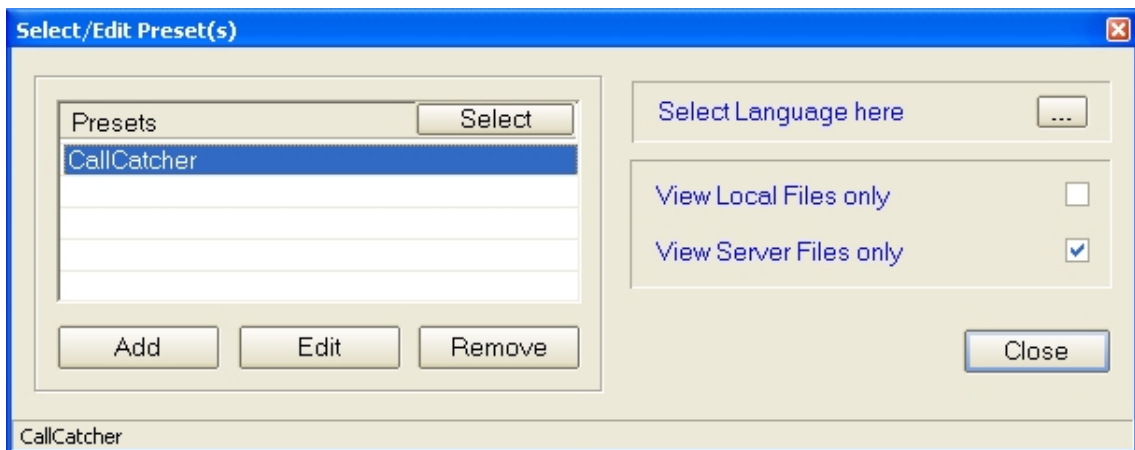 Select/Edit Preset(s)
Presets
Select
CallCatcher
Add
Edit
Remove
Select Language here
...
View Local Files only
View Server Files only
Close
CallCatcher